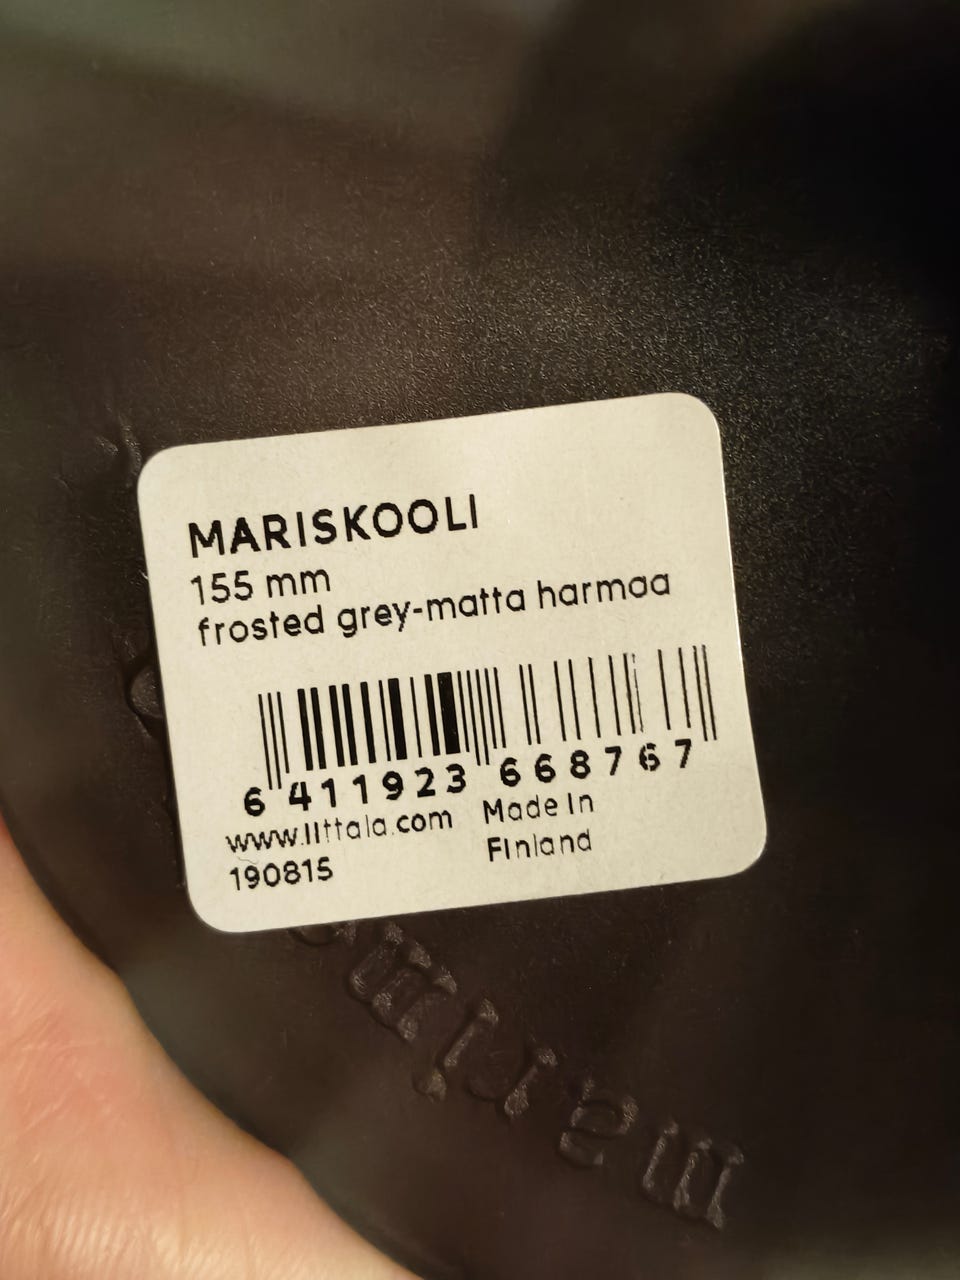 MARISKOOLI
155 mm
frosted grey-matta harmaa
6 411923 668767
www.iittala.com
190815
Made in
Finland